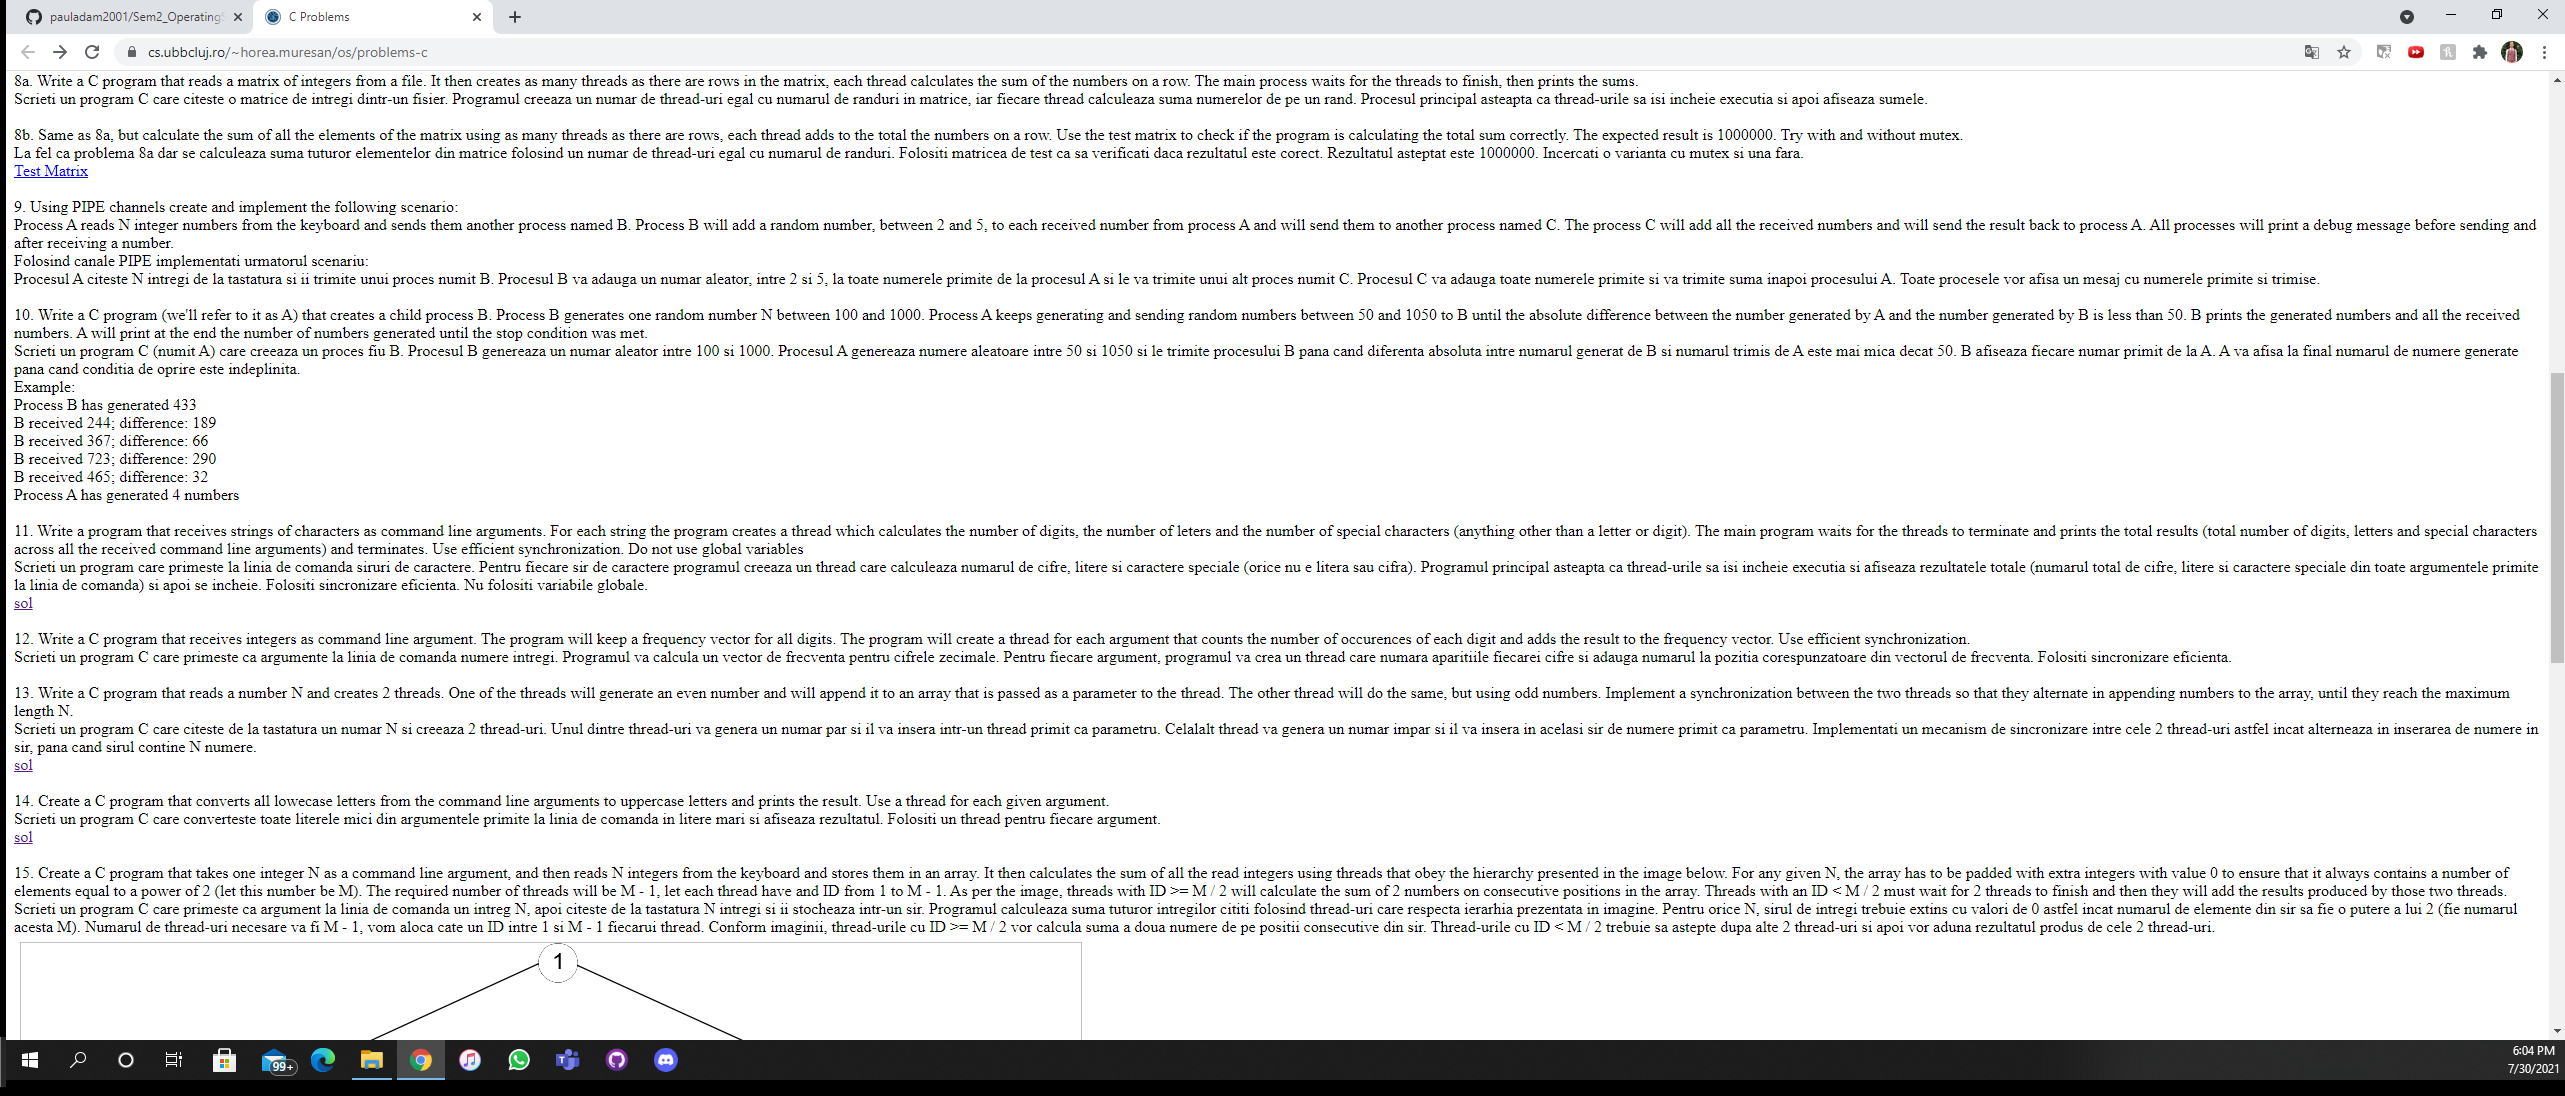 pauladam2001/Sem2_Operating
C Problems
cs.ubbcluj.ro/~horea.muresan/os/problems-c
8a. Write a C program that reads a matrix of integers from a file. It then creates as many threads as there are rows in the matrix, each thread calculates the sum of the numbers on a row. The main process waits for the threads to finish, then prints the sums.
Scrieti un program C care citeste o matrice de intregi dintr-un fisier. Programul creeaza un numar de thread-uri egal cu numarul de randuri in matrice, iar fiecare thread calculeaza suma numerelor de pe un rand. Procesul principal asteapta ca thread-urile sa isi incheie executia si apoi afiseaza sumele.
8b. Same as 8a, but calculate the sum of all the elements of the matrix using as many threads as there are rows, each thread adds to the total the numbers on a row. Use the test matrix to check if the program is calculating the total sum correctly. The expected result is 1000000. Try with and without mutex.
La fel ca problema 8a dar se calculeaza suma tuturor elementelor din matrice folosind un numar de thread-uri egal cu numarul de randuri. Folositi matricea de test ca sa verificati daca rezultatul este corect. Rezultatul asteptat este 1000000. Incercati o varianta cu mutex si una fara.
Test Matrix
9. Using PIPE channels create and implement the following scenario:
Process A reads N integer numbers from the keyboard and sends them another process named B. Process B will add a random number, between 2 and 5, to each received number from process A and will send them to another process named C. The process C will add all the received numbers and will send the result back to process A. All processes will print a debug message before sending and
after receiving a number.
Folosind canale PIPE implementati urmatorul scenariu:
Procesul A citeste N intregi de la tastatura si ii trimite unui proces numit B. Procesul B va adauga un numar aleator, intre 2 si 5, la toate numerele primite de la procesul A si le va trimite unui alt proces numit C. Procesul C va adauga toate numerele primite si va trimite suma inapoi procesului A. Toate procesele vor afisa un mesaj cu numerele primite si trimise.
10. Write a C program (we'll refer to it as A) that creates a child process B. Process B generates one random number N between 100 and 1000. Process A keeps generating and sending random numbers between 50 and 1050 to B until the absolute difference between the number generated by A and the number generated by B is less than 50. B prints the generated numbers and all the received
numbers. A will print at the end the number of numbers generated until the stop condition was met.
Scrieti un program C (numit A) care creeaza un proces fiu B. Procesul B genereaza un numar aleator intre 100 si 1000. Procesul A genereaza numere aleatoare intre 50 si 1050 si le trimite procesului B pana cand diferenta absoluta intre numarul generat de B si numarul trimis de A este mai mica decat 50. B afiseaza fiecare numar primit de la A. A va afisa la final numarul de numere generate
pana cand conditia de oprire este indeplinita.
Example:
Process B has generated 433
B received 244; difference: 189
B received 367; difference: 66
B received 723; difference: 290
B received 465; difference: 32
Process A has generated 4 numbers
11. Write a program that receives strings of characters as command line arguments. For each string the program creates a thread which calculates the number of digits, the number of leters and the number of special characters (anything other than a letter or digit). The main program waits for the threads to terminate and prints the total results (total number of digits, letters and special characters
across all the received command line arguments) and terminates. Use efficient synchronization. Do not use global variables
Scrieti un program care primeste la linia de comanda siruri de caractere. Pentru fiecare sir de caractere programul creeaza un thread care calculeaza numarul de cifre, litere si caractere speciale (orice nu e litera sau cifra). Programul principal asteapta ca thread-urile sa isi incheie executia si afiseaza rezultatele totale (numarul total de cifre, litere si caractere speciale din toate argumentele primite
la linia de comanda) si apoi se incheie. Folositi sincronizare eficienta. Nu folositi variabile globale.
sol
12. Write a C program that receives integers as command line argument. The program will keep a frequency vector for all digits. The program will create a thread for each argument that counts the number of occurences of each digit and adds the result to the frequency vector. Use efficient synchronization.
Scrieti un program C care primeste ca argumente la linia de comanda numere intregi. Programul va calcula un vector de frecventa pentru cifrele zecimale. Pentru fiecare argument, programul va crea un thread care numara aparitiile fiecarei cifre si adauga numarul la pozitia corespunzatoare din vectorul de frecventa. Folositi sincronizare eficienta.
13. Write a C program that reads a number N and creates 2 threads. One of the threads will generate an even number and will append it to an array that is passed as a parameter to the thread. The other thread will do the same, but using odd numbers. Implement a synchronization between the two threads so that they alternate in appending numbers to the array, until they reach the maximum
length N.
Scrieti un program C care citeste de la tastatura un numar N si creeaza 2 thread-uri. Unul dintre thread-uri va genera un numar par si il va insera intr-un thread primit ca parametru. Celalalt thread va genera un numar impar si il va insera in acelasi sir de numere primit ca parametru. Implementati un mecanism de sincronizare intre cele 2 thread-uri astfel incat alterneaza in inserarea de numere in
sir, pana cand sirul contine N numere.
sol
14. Create a C program that converts all lowecase letters from the command line arguments to uppercase letters and prints the result. Use a thread for each given argument.
Scrieti un program C care converteste toate literele mici din argumentele primite la linia de comanda in litere mari si afiseaza rezultatul. Folositi un thread pentru fiecare argument.
sol
15. Create a C program that takes one integer N as a command line argument, and then reads N integers from the keyboard and stores them in an array. It then calculates the sum of all the read integers using threads that obey the hierarchy presented in the image below. For any given N, the array has to be padded with extra integers with value 0 to ensure that it always contains a number of
elements equal to a power of 2 (let this number be M). The required number of threads will be M - 1, let each thread have and ID from 1 to M - 1. As per the image, threads with ID >= M / 2 will calculate the sum of 2 numbers on consecutive positions in the array. Threads with an ID < M / 2 must wait for 2 threads to finish and then they will add the results produced by those two threads.
Scrieti un program C care primeste ca argument la linia de comanda un intreg N, apoi citeste de la tastatura N intregi si ii stocheaza intr-un sir. Programul calculeaza suma tuturor intregilor cititi folosind thread-uri care respecta ierarhia prezentata in imagine. Pentru orice N, sirul de intregi trebuie extins cu valori de 0 astfel incat numarul de elemente din sir sa fie o putere a lui 2 (fie numarul
acesta M). Numarul de thread-uri necesare va fi M - 1, vom aloca cate un ID intre 1 si M - 1 fiecarui thread. Conform imaginii, thread-urile cu ID >= M / 2 vor calcula suma a doua numere de pe positii consecutive din sir. Thread-urile cu ID < M / 2 trebuie sa astepte dupa alte 2 thread-uri si apoi vor aduna rezultatul produs de cele 2 thread-uri.
1
99+
6:04 PM
7/30/2021